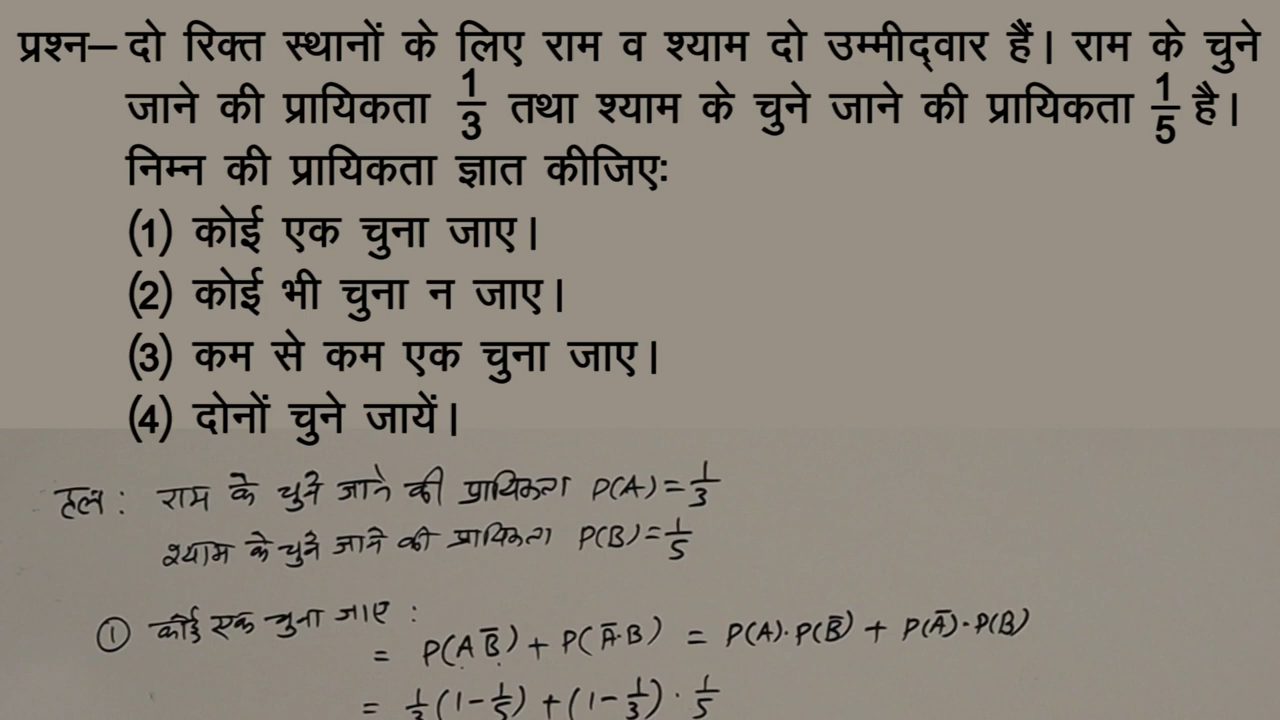 प्रश्न– दो रिक्त स्थानों के लिए राम व श्याम दो उम्मीद्वार हैं। राम के चुने
जाने की प्रायिकता 1/3 तथा श्याम के चुने जाने की प्रायिकता 1/5 है।
निम्न की प्रायिकता ज्ञात कीजिए:
(1) कोई एक चुना जाए।
(2) कोई भी चुना न जाए।
(3) कम से कम एक चुना जाए।
(4) दोनों चुने जायें।
हल : राम के चुने जाने की प्रायिकता P(A) = 1/3
श्याम के चुने जाने की प्रायिकता P(B) = 1/5
① कोई एक चुना जाए :
= P(A B̅) + P(A̅·B) = P(A)·P(B̅) + P(A̅)·P(B)
= 1/3 (1 - 1/5) + (1 - 1/3) · 1/5